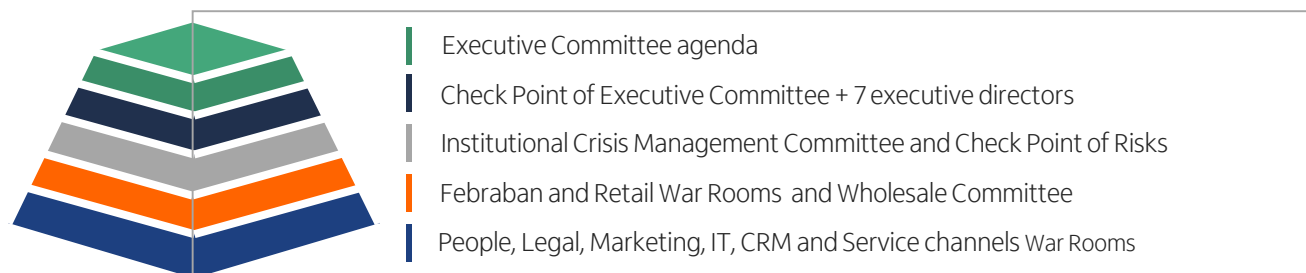 Executive Committee agenda
Check Point of Executive Committee + 7 executive directors
Institutional Crisis Management Committee and Check Point of Risks
Febraban and Retail War Rooms and Wholesale Committee
People, Legal, Marketing, IT, CRM and Service channels War Rooms